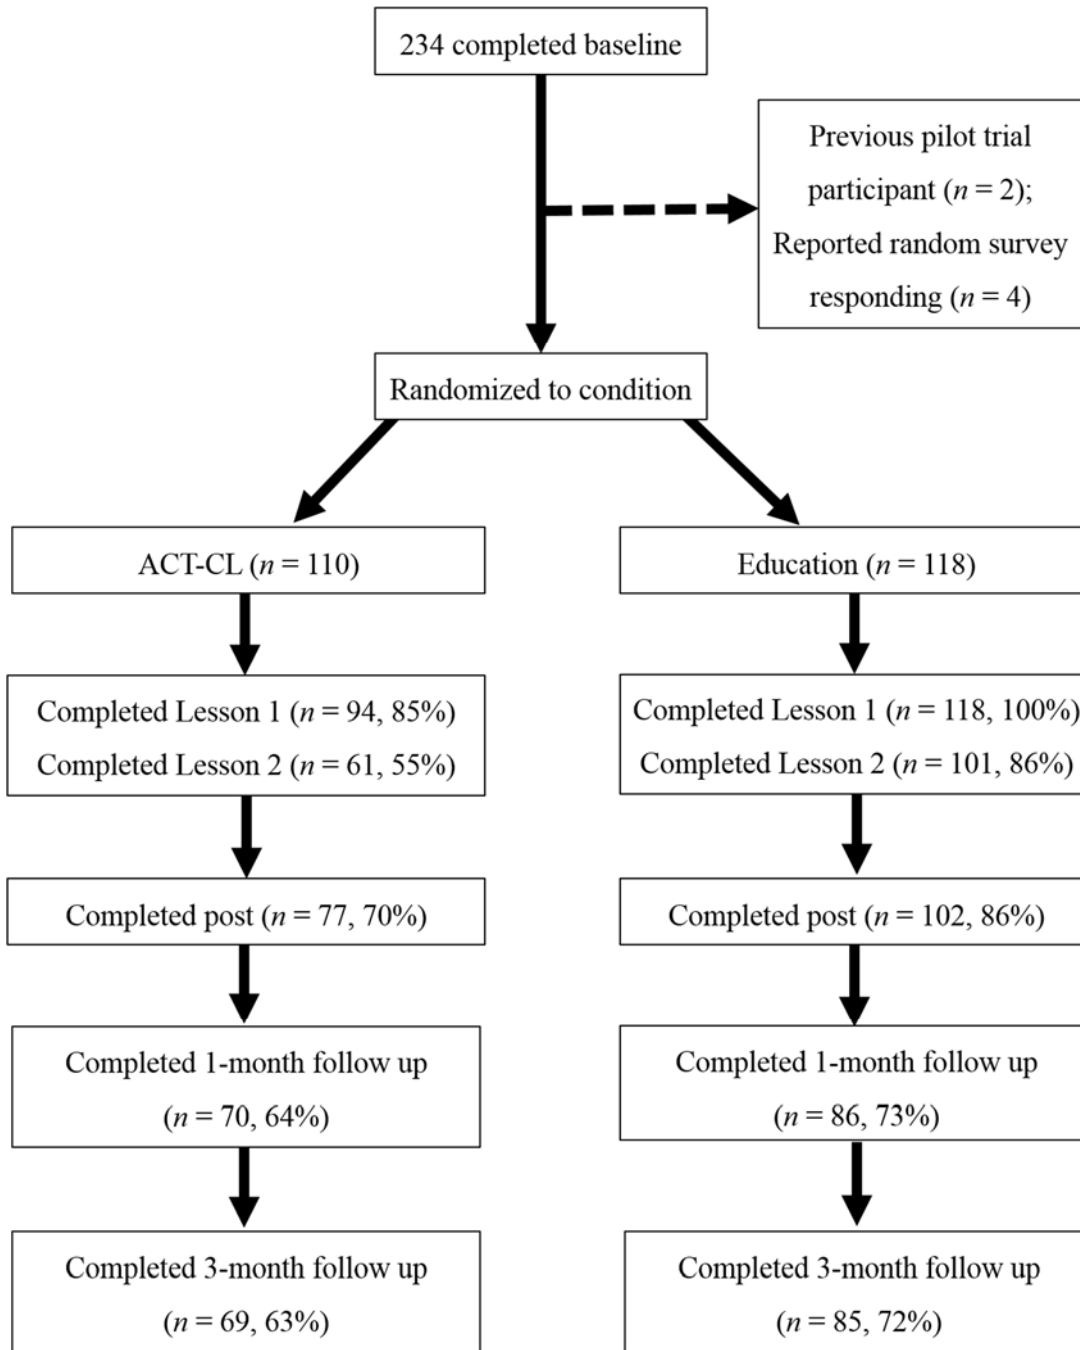 234 completed baseline
Previous pilot trial
participant (n = 2);
Reported random survey
responding (n = 4)
Randomized to condition
ACT-CL (n = 110)
Education (n = 118)
Completed Lesson 1 (n = 94, 85%)
Completed Lesson 2 (n = 61, 55%)
Completed Lesson 1 (n = 118, 100%)
Completed Lesson 2 (n = 101, 86%)
Completed post (n = 77, 70%)
Completed post (n = 102, 86%)
Completed 1-month follow up
(n = 70, 64%)
Completed 1-month follow up
(n = 86, 73%)
Completed 3-month follow up
(n = 69, 63%)
Completed 3-month follow up
(n = 85, 72%)